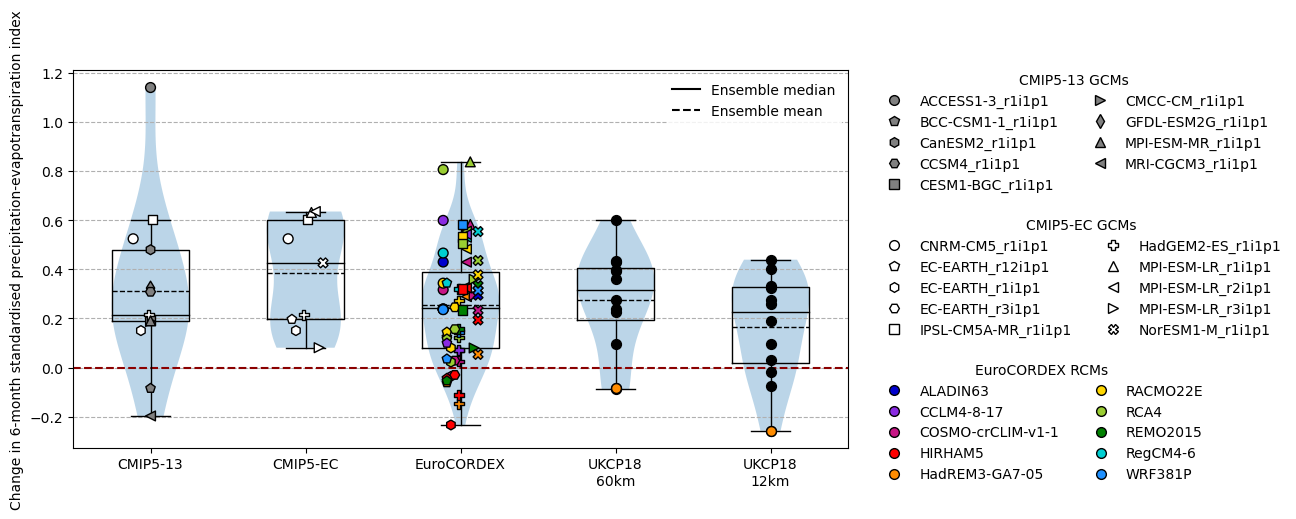 Change in 6-month standardised precipitation-evapotranspiration index
1.2
1.0
0.8
0.6
0.4
0.2
0.0
−0.2
Ensemble median
Ensemble mean
CMIP5-13
CMIP5-EC
EuroCORDEX
UKCP18
60km
UKCP18
12km
CMIP5-13 GCMs
ACCESS1-3_r1i1p1
BCC-CSM1-1_r1i1p1
CanESM2_r1i1p1
CCSM4_r1i1p1
CESM1-BGC_r1i1p1
CMCC-CM_r1i1p1
GFDL-ESM2G_r1i1p1
MPI-ESM-MR_r1i1p1
MRI-CGCM3_r1i1p1
CMIP5-EC GCMs
CNRM-CM5_r1i1p1
EC-EARTH_r12i1p1
EC-EARTH_r1i1p1
EC-EARTH_r3i1p1
IPSL-CM5A-MR_r1i1p1
HadGEM2-ES_r1i1p1
MPI-ESM-LR_r1i1p1
MPI-ESM-LR_r2i1p1
MPI-ESM-LR_r3i1p1
NorESM1-M_r1i1p1
EuroCORDEX RCMs
ALADIN63
CCLM4-8-17
COSMO-crCLIM-v1-1
HIRHAM5
HadREM3-GA7-05
RACMO22E
RCA4
REMO2015
RegCM4-6
WRF381P